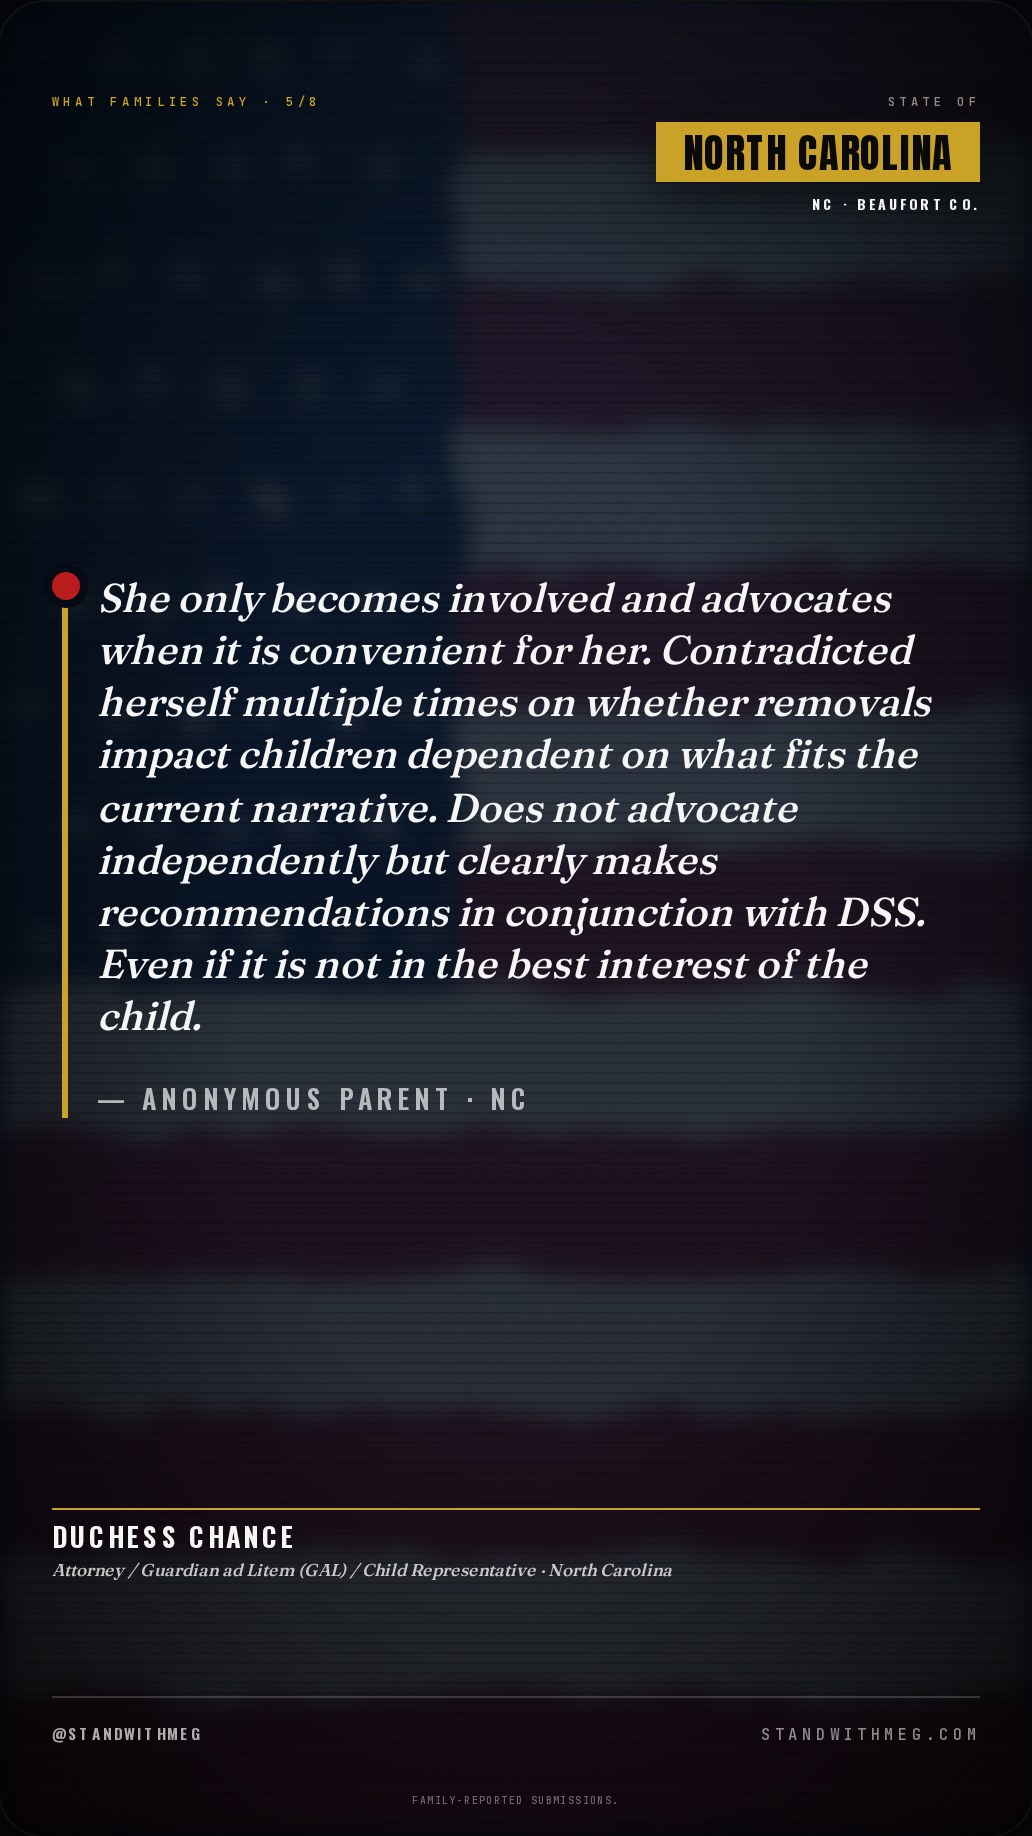 WHAT FAMILIES SAY · 5/8
STATE OF
NORTH CAROLINA
NC · BEAUFORT CO.
She only becomes involved and advocates
when it is convenient for her. Contradicted
herself multiple times on whether removals
impact children dependent on what fits the
current narrative. Does not advocate
independently but clearly makes
recommendations in conjunction with DSS.
Even if it is not in the best interest of the
child.
— ANONYMOUS PARENT · NC
DUCHESS CHANCE
Attorney / Guardian ad Litem (GAL) / Child Representative · North Carolina
@STANDWITHMEG
STANDWITHMEG.COM
FAMILY-REPORTED SUBMISSIONS.